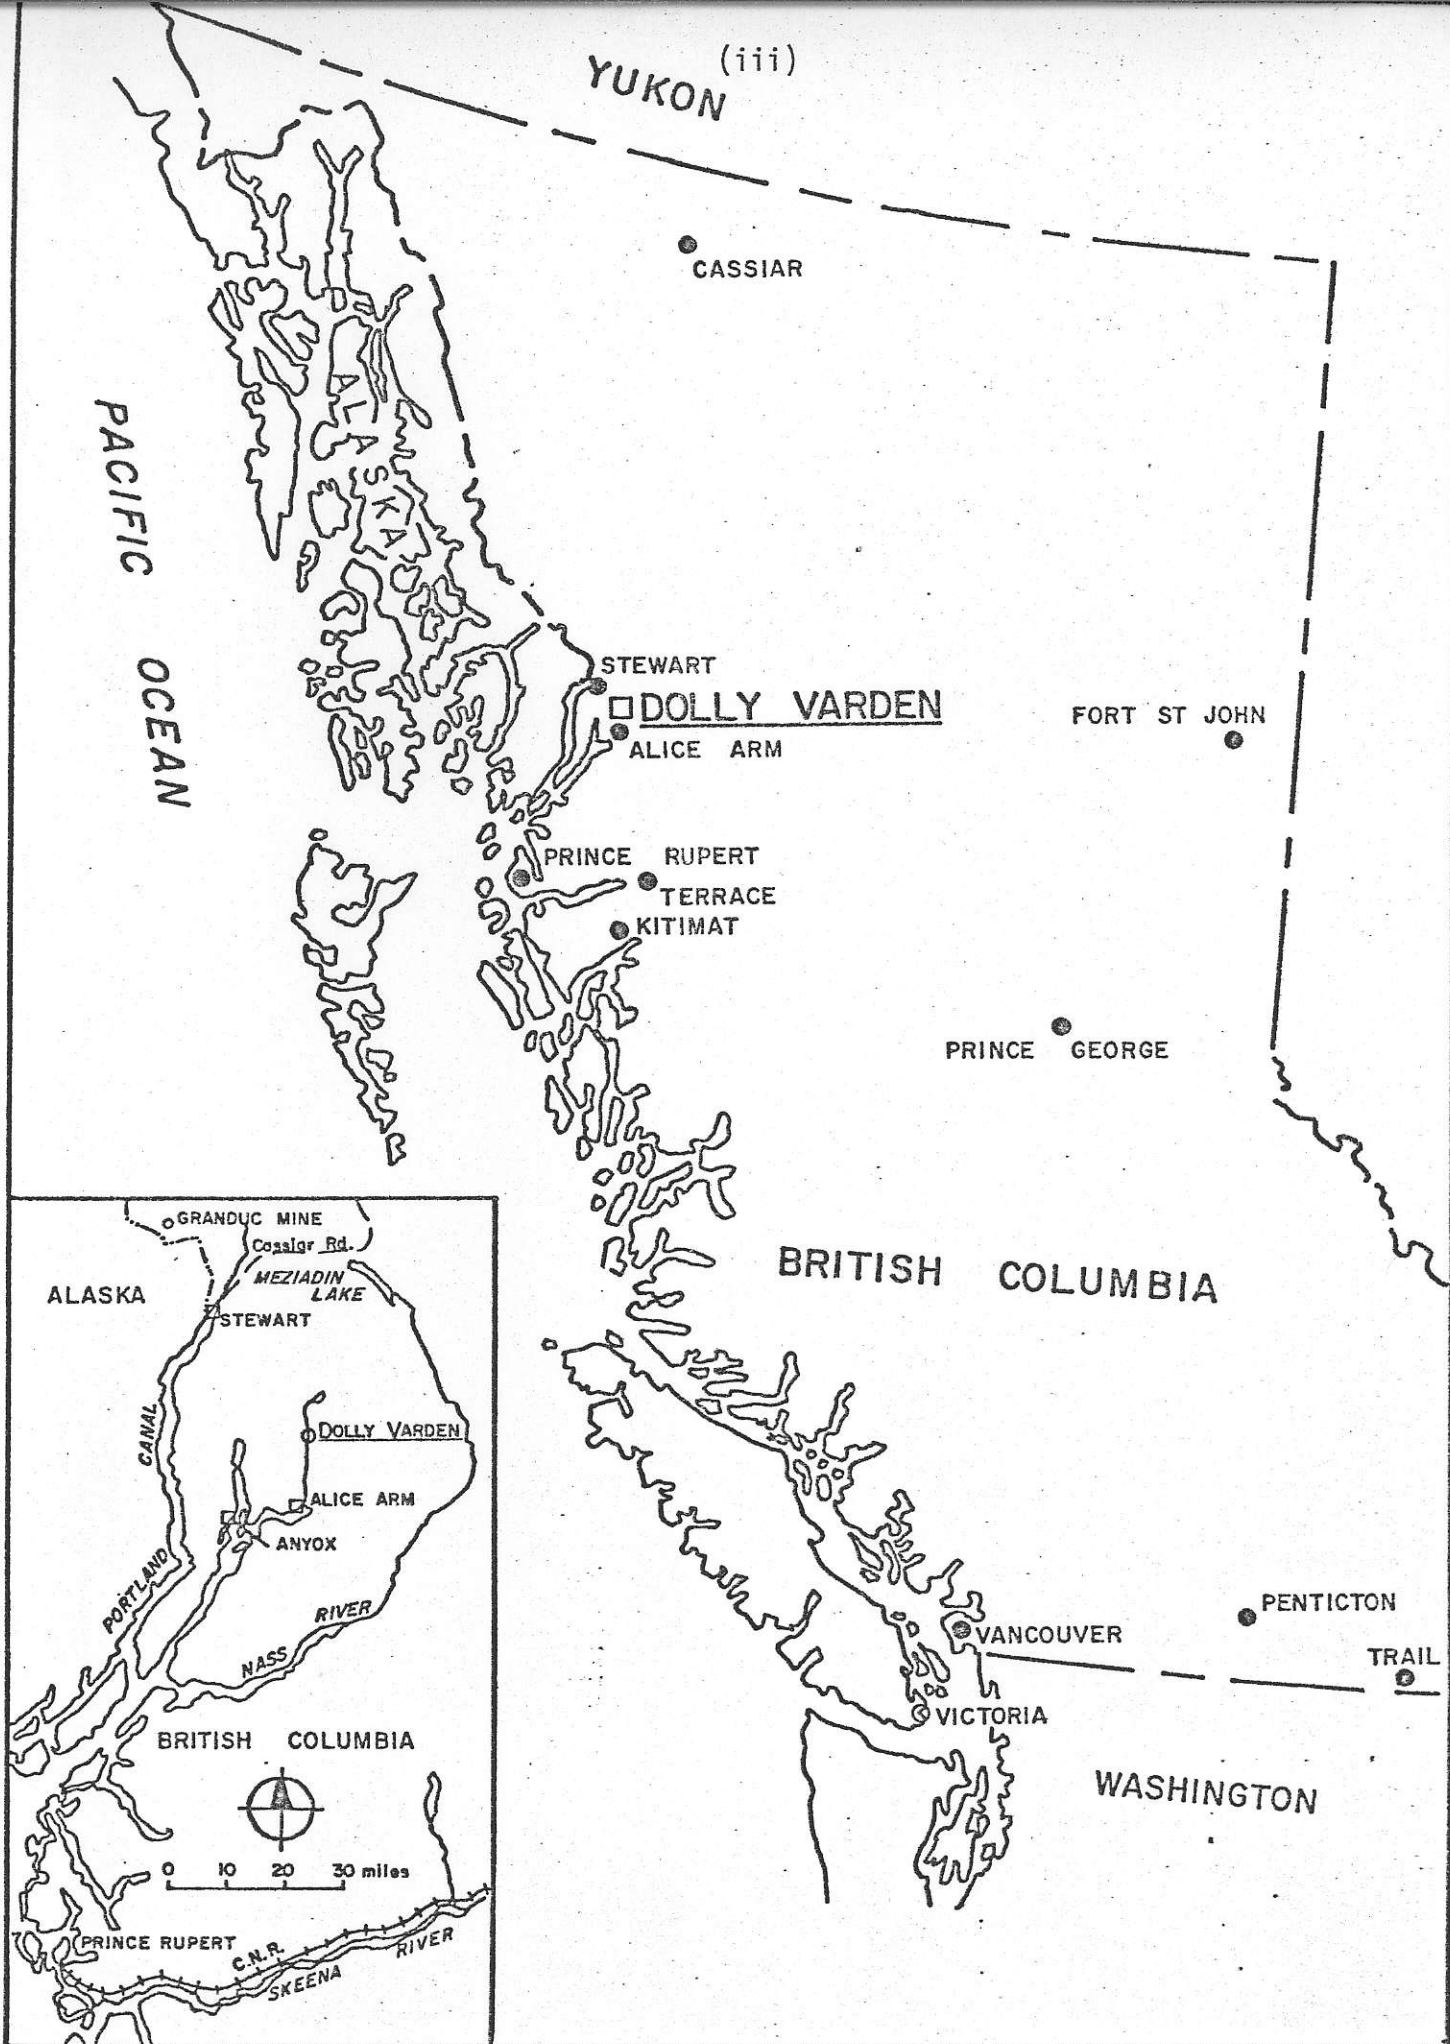 (iii)
YUKON
CASSIAR
ALASKA
PACIFIC OCEAN
STEWART
DOLLY VARDEN
ALICE ARM
FORT ST JOHN
PRINCE RUPERT
TERRACE
KITIMAT
PRINCE GEORGE
BRITISH COLUMBIA
PENTICTON
VANCOUVER
TRAIL
VICTORIA
WASHINGTON
GRANDUC MINE
Cassiar Rd.
MEZIADIN
LAKE
ALASKA
STEWART
CANAL
DOLLY VARDEN
ALICE ARM
ANYOX
PORTLAND
RIVER
NASS
BRITISH COLUMBIA
0 10 20 30 miles
PRINCE RUPERT
C.N.R.
RIVER
SKEENA